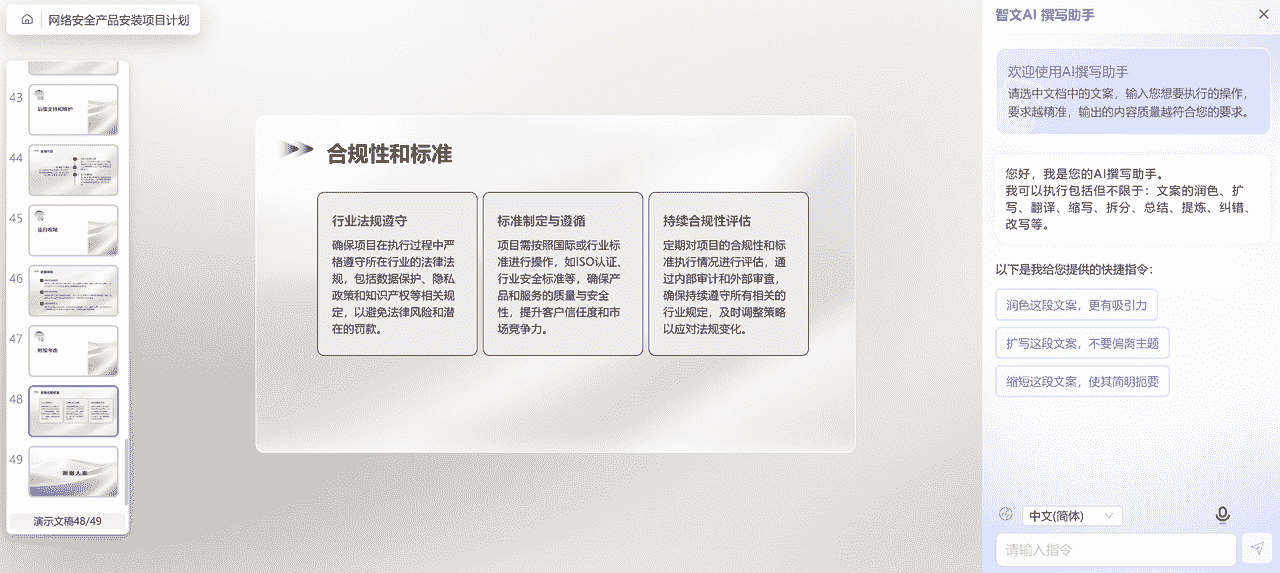 网络安全产品安装项目计划
43
后续支持和维护
44
45
项目收尾
46
47
附加考虑
48
49
谢谢大家
演示文稿48/49
合规性和标准
行业法规遵守
确保项目在执行过程中严
格遵守所在行业的法律法
规，包括数据保护、隐私
政策和知识产权等相关规
定，以避免法律风险和潜
在的罚款。
标准制定与遵循
项目需按照国际或行业标
准进行操作，如ISO认证、
行业安全标准等，确保产
品和服务的质量与安全
性，提升客户信任度和市
场竞争力。
持续合规性评估
定期对项目的合规性和标
准执行情况进行评估，通
过内部审计和外部审查，
确保持续遵守所有相关的
行业规定，及时调整策略
以应对法规变化。
智文AI 撰写助手
欢迎使用AI撰写助手
请选中文档中的文案，输入您想要执行的操作，
要求越精准，输出的内容质量越符合您的要求。
您好，我是您的AI撰写助手。
我可以执行包括但不限于：文案的润色、扩
写、翻译、缩写、拆分、总结、提炼、纠错、
改写等。
以下是我给您提供的快捷指令：
润色这段文案，更有吸引力
扩写这段文案，不要偏离主题
缩短这段文案，使其简明扼要
中文(简体)
请输入指令